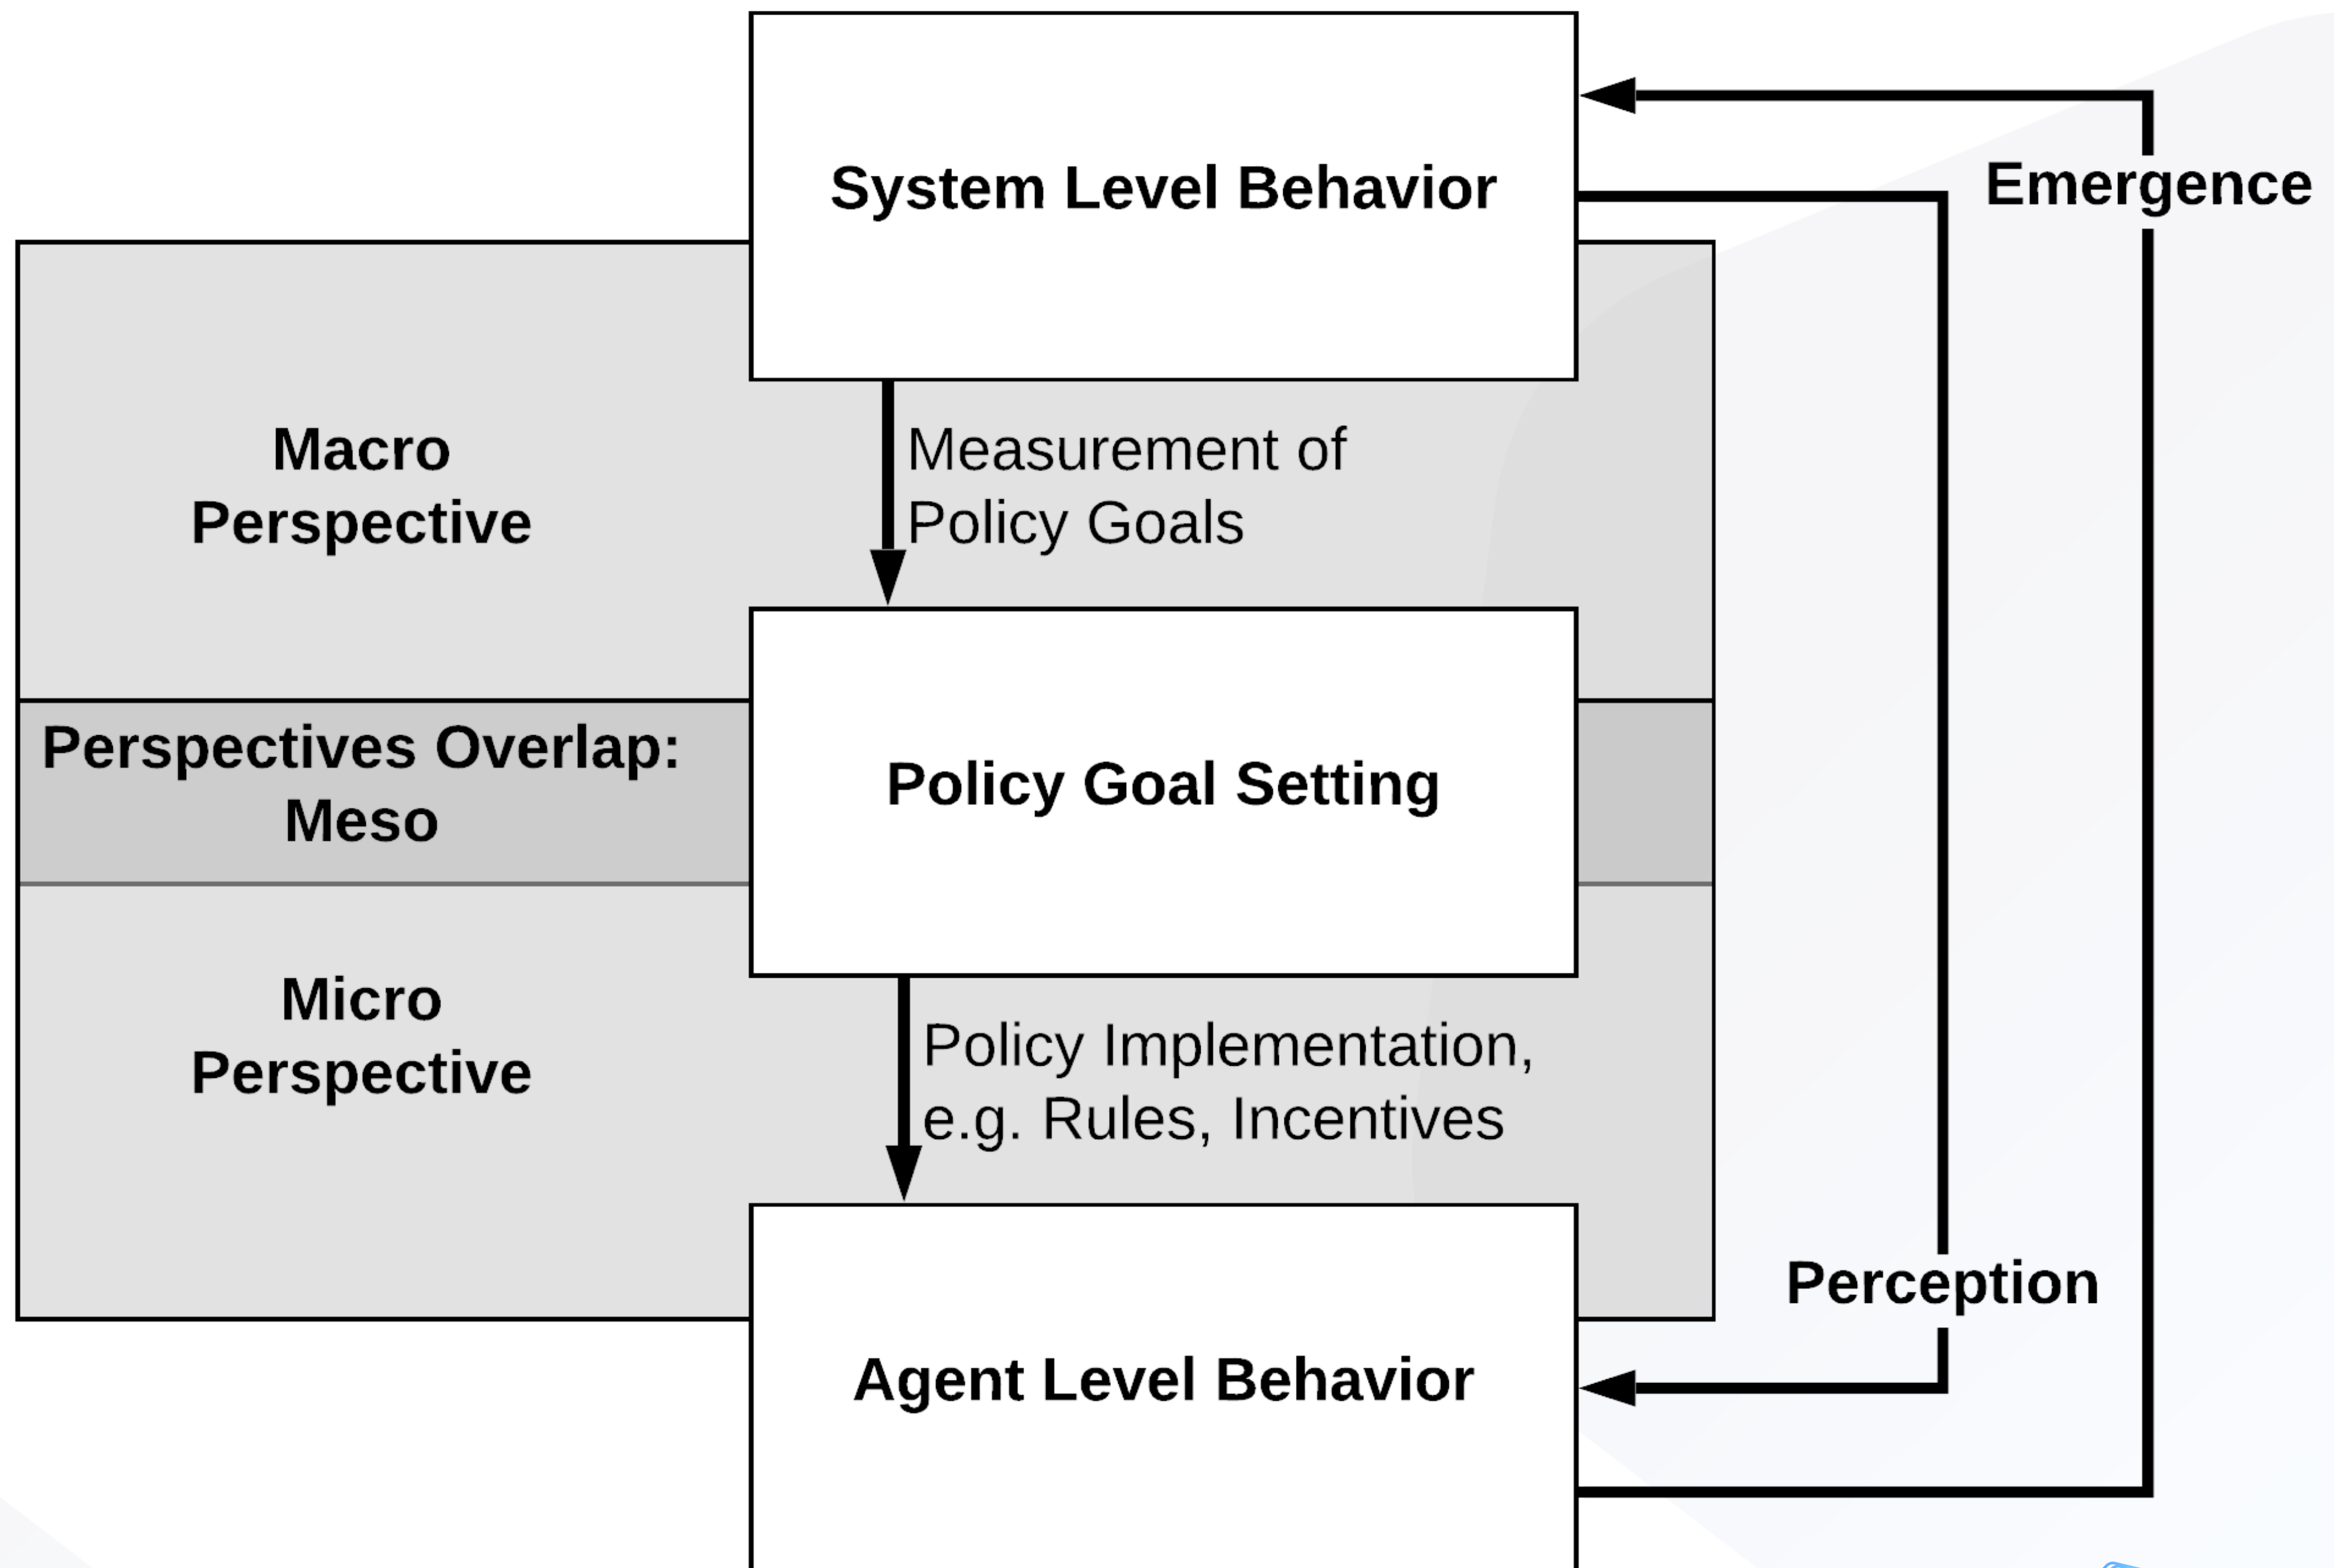 System Level Behavior
Emergence
Macro
Perspective
Measurement of
Policy Goals
Perspectives Overlap:
Meso
Policy Goal Setting
Micro
Perspective
Policy Implementation,
e.g. Rules, Incentives
Perception
Agent Level Behavior